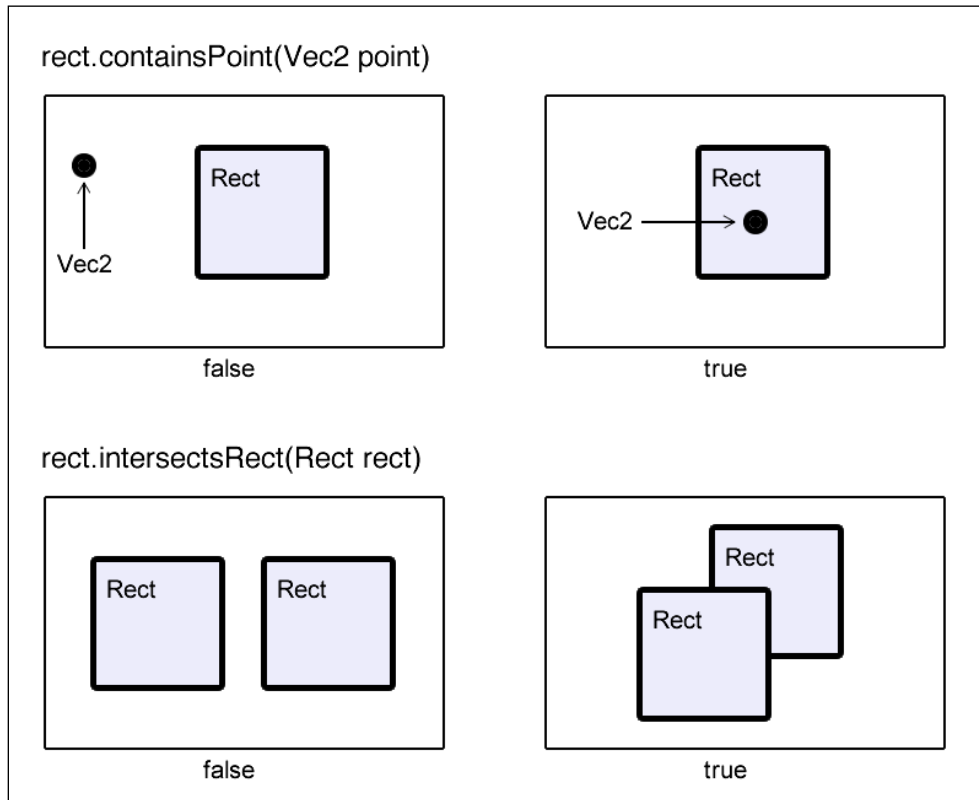 rect.containsPoint(Vec2 point)
Rect
Vec2
false
Rect
Vec2
true
rect.intersectsRect(Rect rect)
Rect
Rect
false
Rect
Rect
true